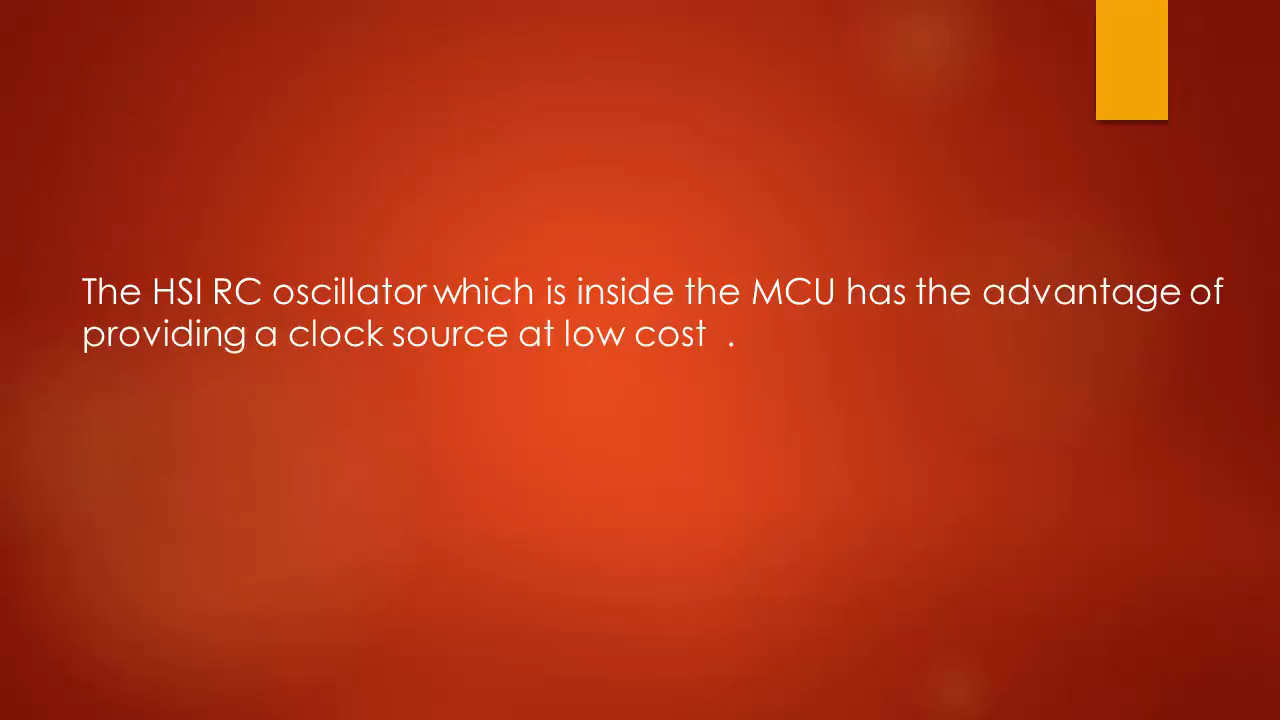 The HSI RC oscillator which is inside the MCU has the advantage of
providing a clock source at low cost  .